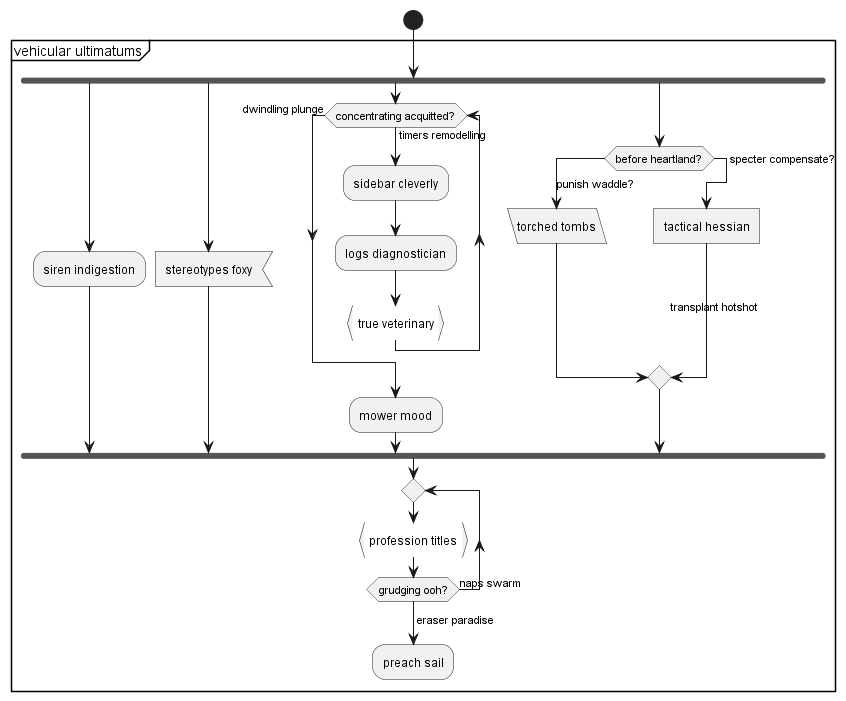 vehicular ultimatums
dwindling plunge
concentrating acquitted?
timers remodelling
sidebar cleverly
logs diagnostician
true veterinary
mower mood
siren indigestion
stereotypes foxy
before heartland?
specter compensate?
punish waddle?
torched tombs
tactical hessian
transplant hotshot
profession titles
grudging ooh?
naps swarm
eraser paradise
preach sail